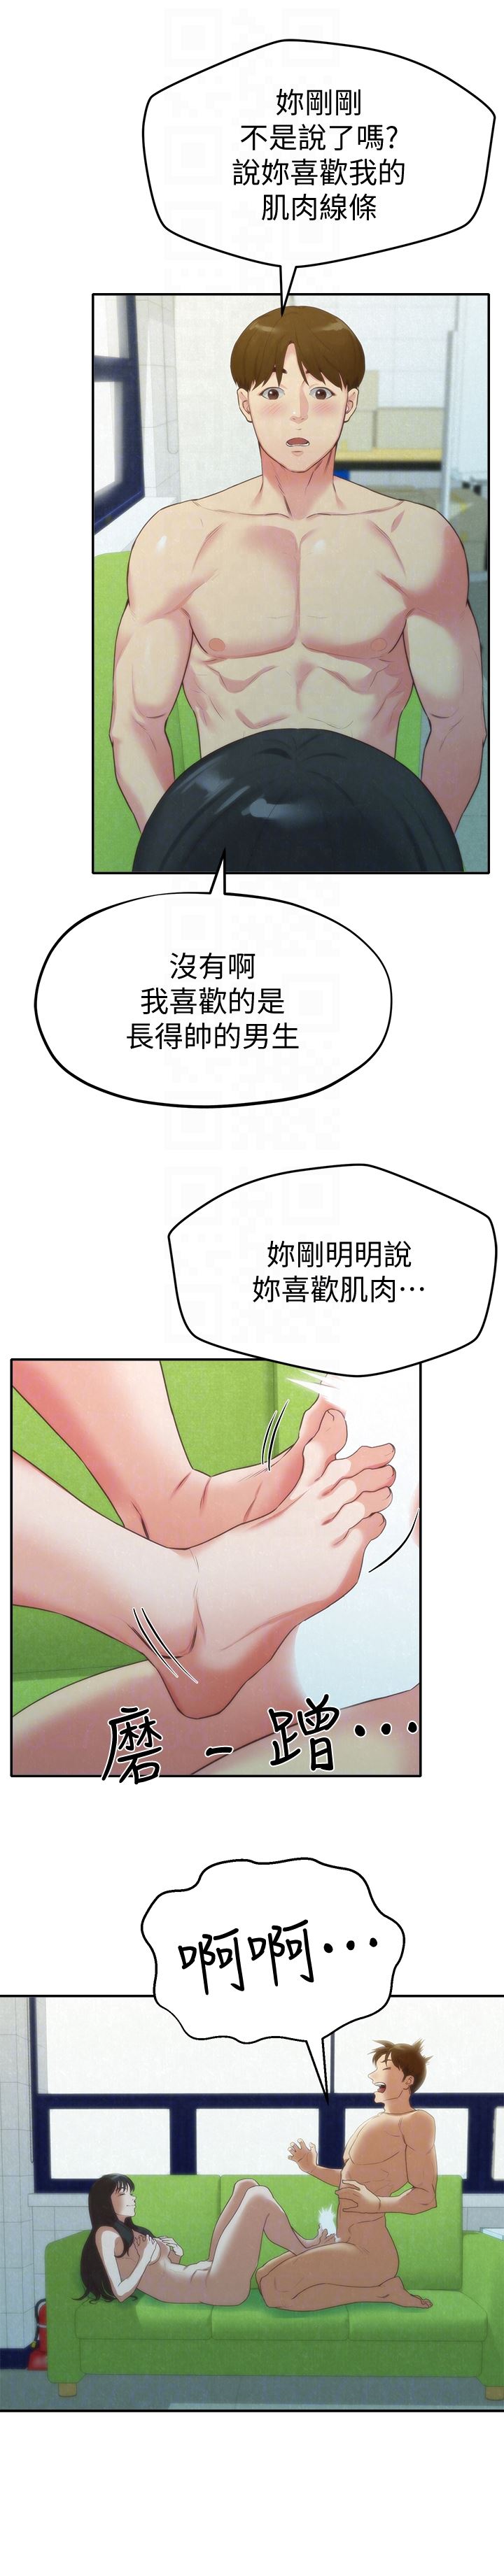 妳剛剛
不是說了嗎?
說妳喜歡我的
肌肉線條
沒有啊
我喜歡的是
長得帥的男生
妳剛明明說
妳喜歡肌肉⋯
磨-蹭⋯
啊啊⋯